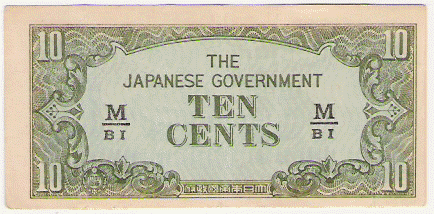 10 10
THE
JAPANESE GOVERNMENT
TEN
CENTS
M M
BI BI
10 10